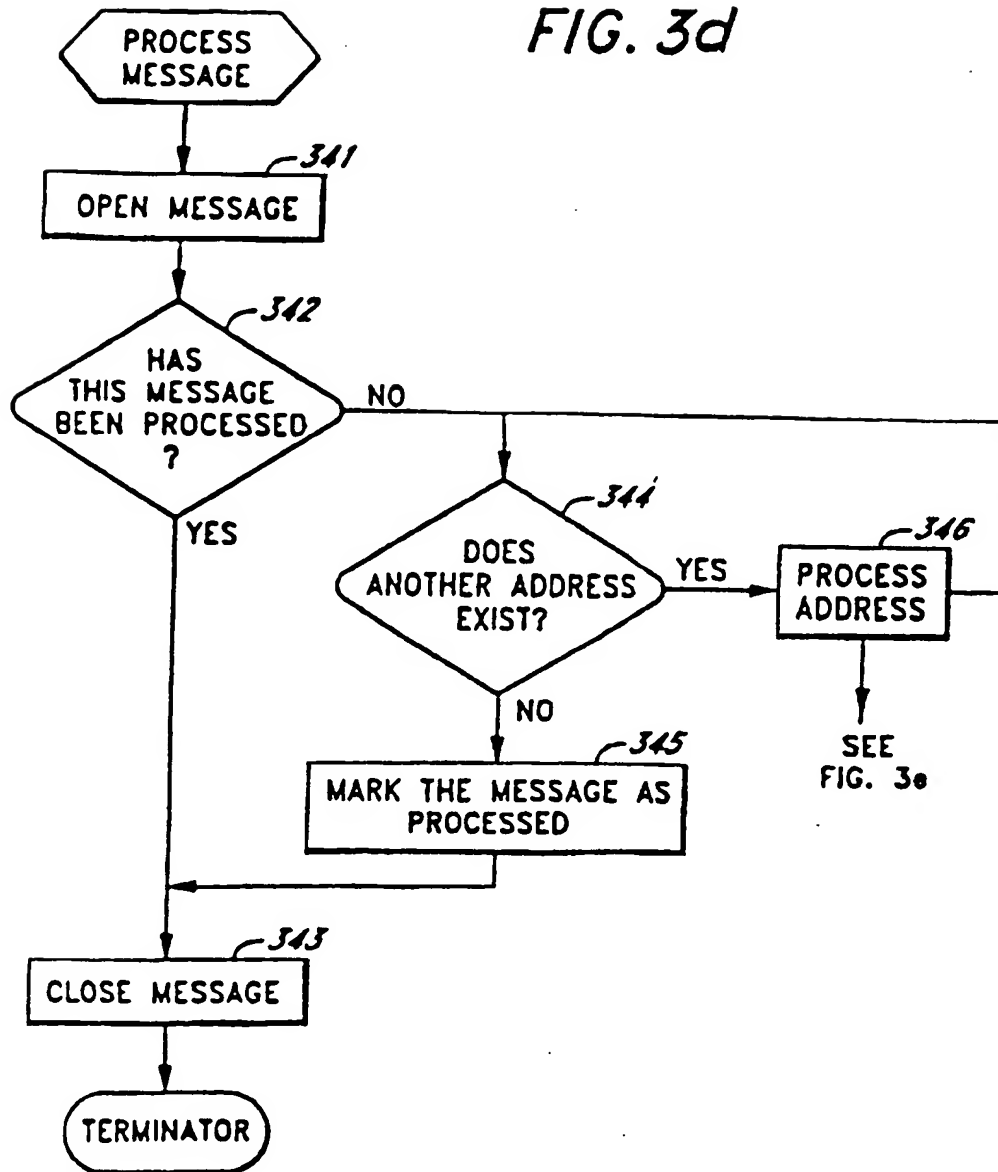 FIG. 3d
PROCESS
MESSAGE
341
OPEN MESSAGE
342
HAS
THIS MESSAGE
BEEN PROCESSED
?
NO
YES
344
DOES
ANOTHER ADDRESS
EXIST?
YES
346
PROCESS
ADDRESS
NO
SEE
FIG. 3e
345
MARK THE MESSAGE AS
PROCESSED
343
CLOSE MESSAGE
TERMINATOR